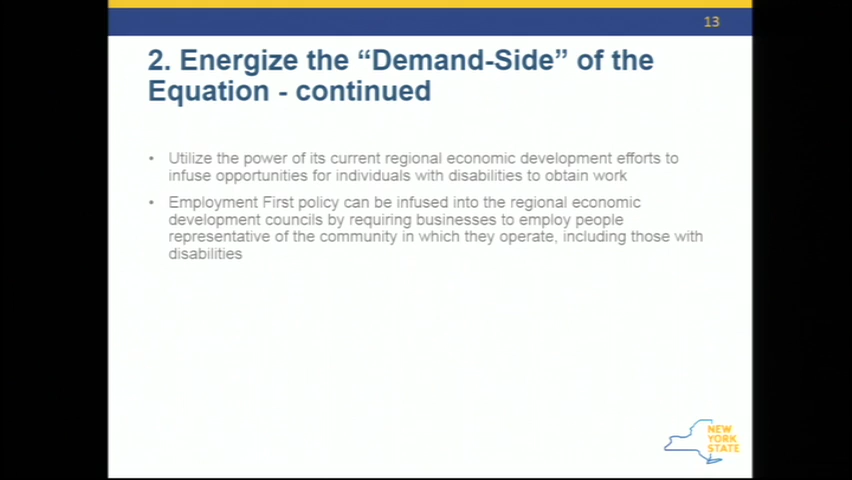 13
2. Energize the “Demand-Side” of the
Equation - continued
• Utilize the power of its current regional economic development efforts to
infuse opportunities for individuals with disabilities to obtain work
• Employment First policy can be infused into the regional economic
development councils by requiring businesses to employ people
representative of the community in which they operate, including those with
disabilities
NEW
YORK
STATE